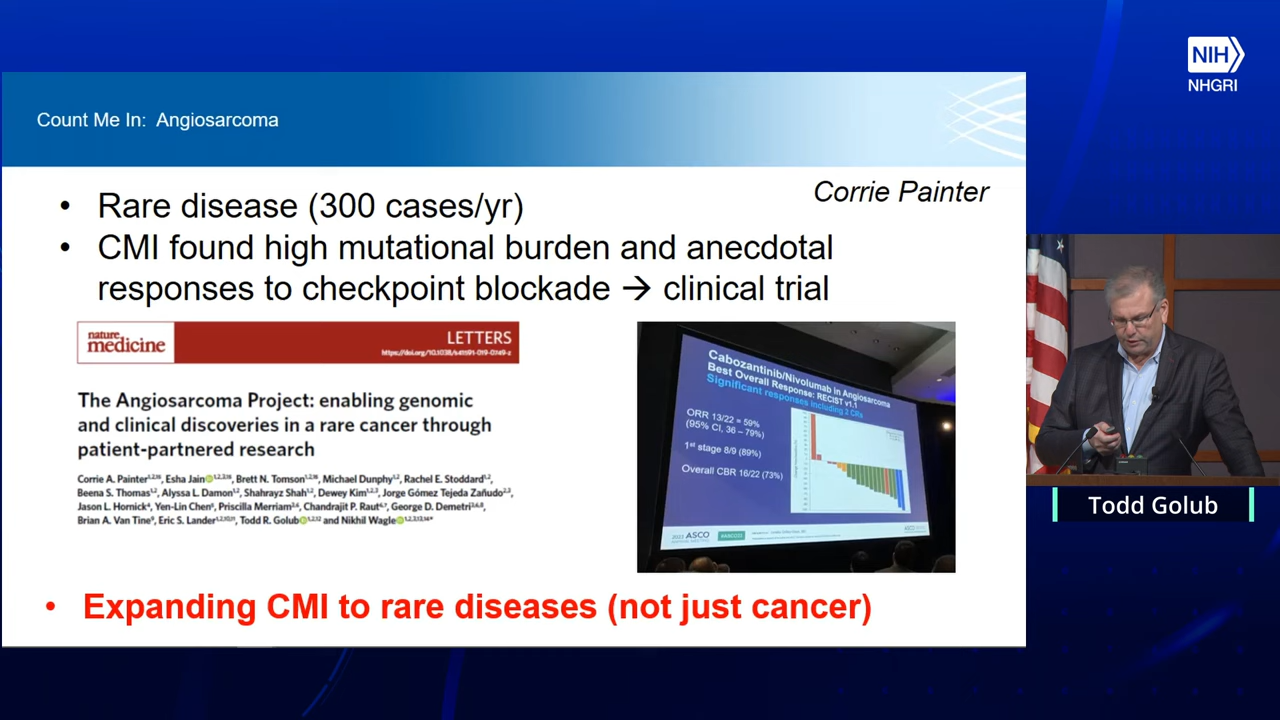 NIH
NHGRI
Count Me In: Angiosarcoma
Corrie Painter
• Rare disease (300 cases/yr)
• CMI found high mutational burden and anecdotal
responses to checkpoint blockade → clinical trial
nature
medicine
LETTERS
https://doi.org/10.1038/s41591-019-0749-z
The Angiosarcoma Project: enabling genomic
and clinical discoveries in a rare cancer through
patient-partnered research
Corrie A. Painter, Esha Jain, Brett N. Tomson, Michael Dunphy, Rachel E. Stoddard,
Beena S. Thomas, Alyssa L. Damon, Shahrayz Shah, Dewey Kim, Jorge Gómez Tejeda Zañudo,
Jason L. Hornick, Yen-Lin Chen, Priscilla Merriam, Chandrajit P. Raut, George D. Demetri,
Brian A. Van Tine, Eric S. Lander, Todd R. Golub and Nikhil Wagle
Cabozantinib/Nivolumab in Angiosarcoma
Best Overall Response: RECIST v1.1
Significant responses including 2 CRs
ORR 13/22 = 59%
(95% CI, 36 – 79%)
1st stage 8/9 (89%)
Overall CBR 16/22 (73%)
ASCO
• Expanding CMI to rare diseases (not just cancer)
Todd Golub